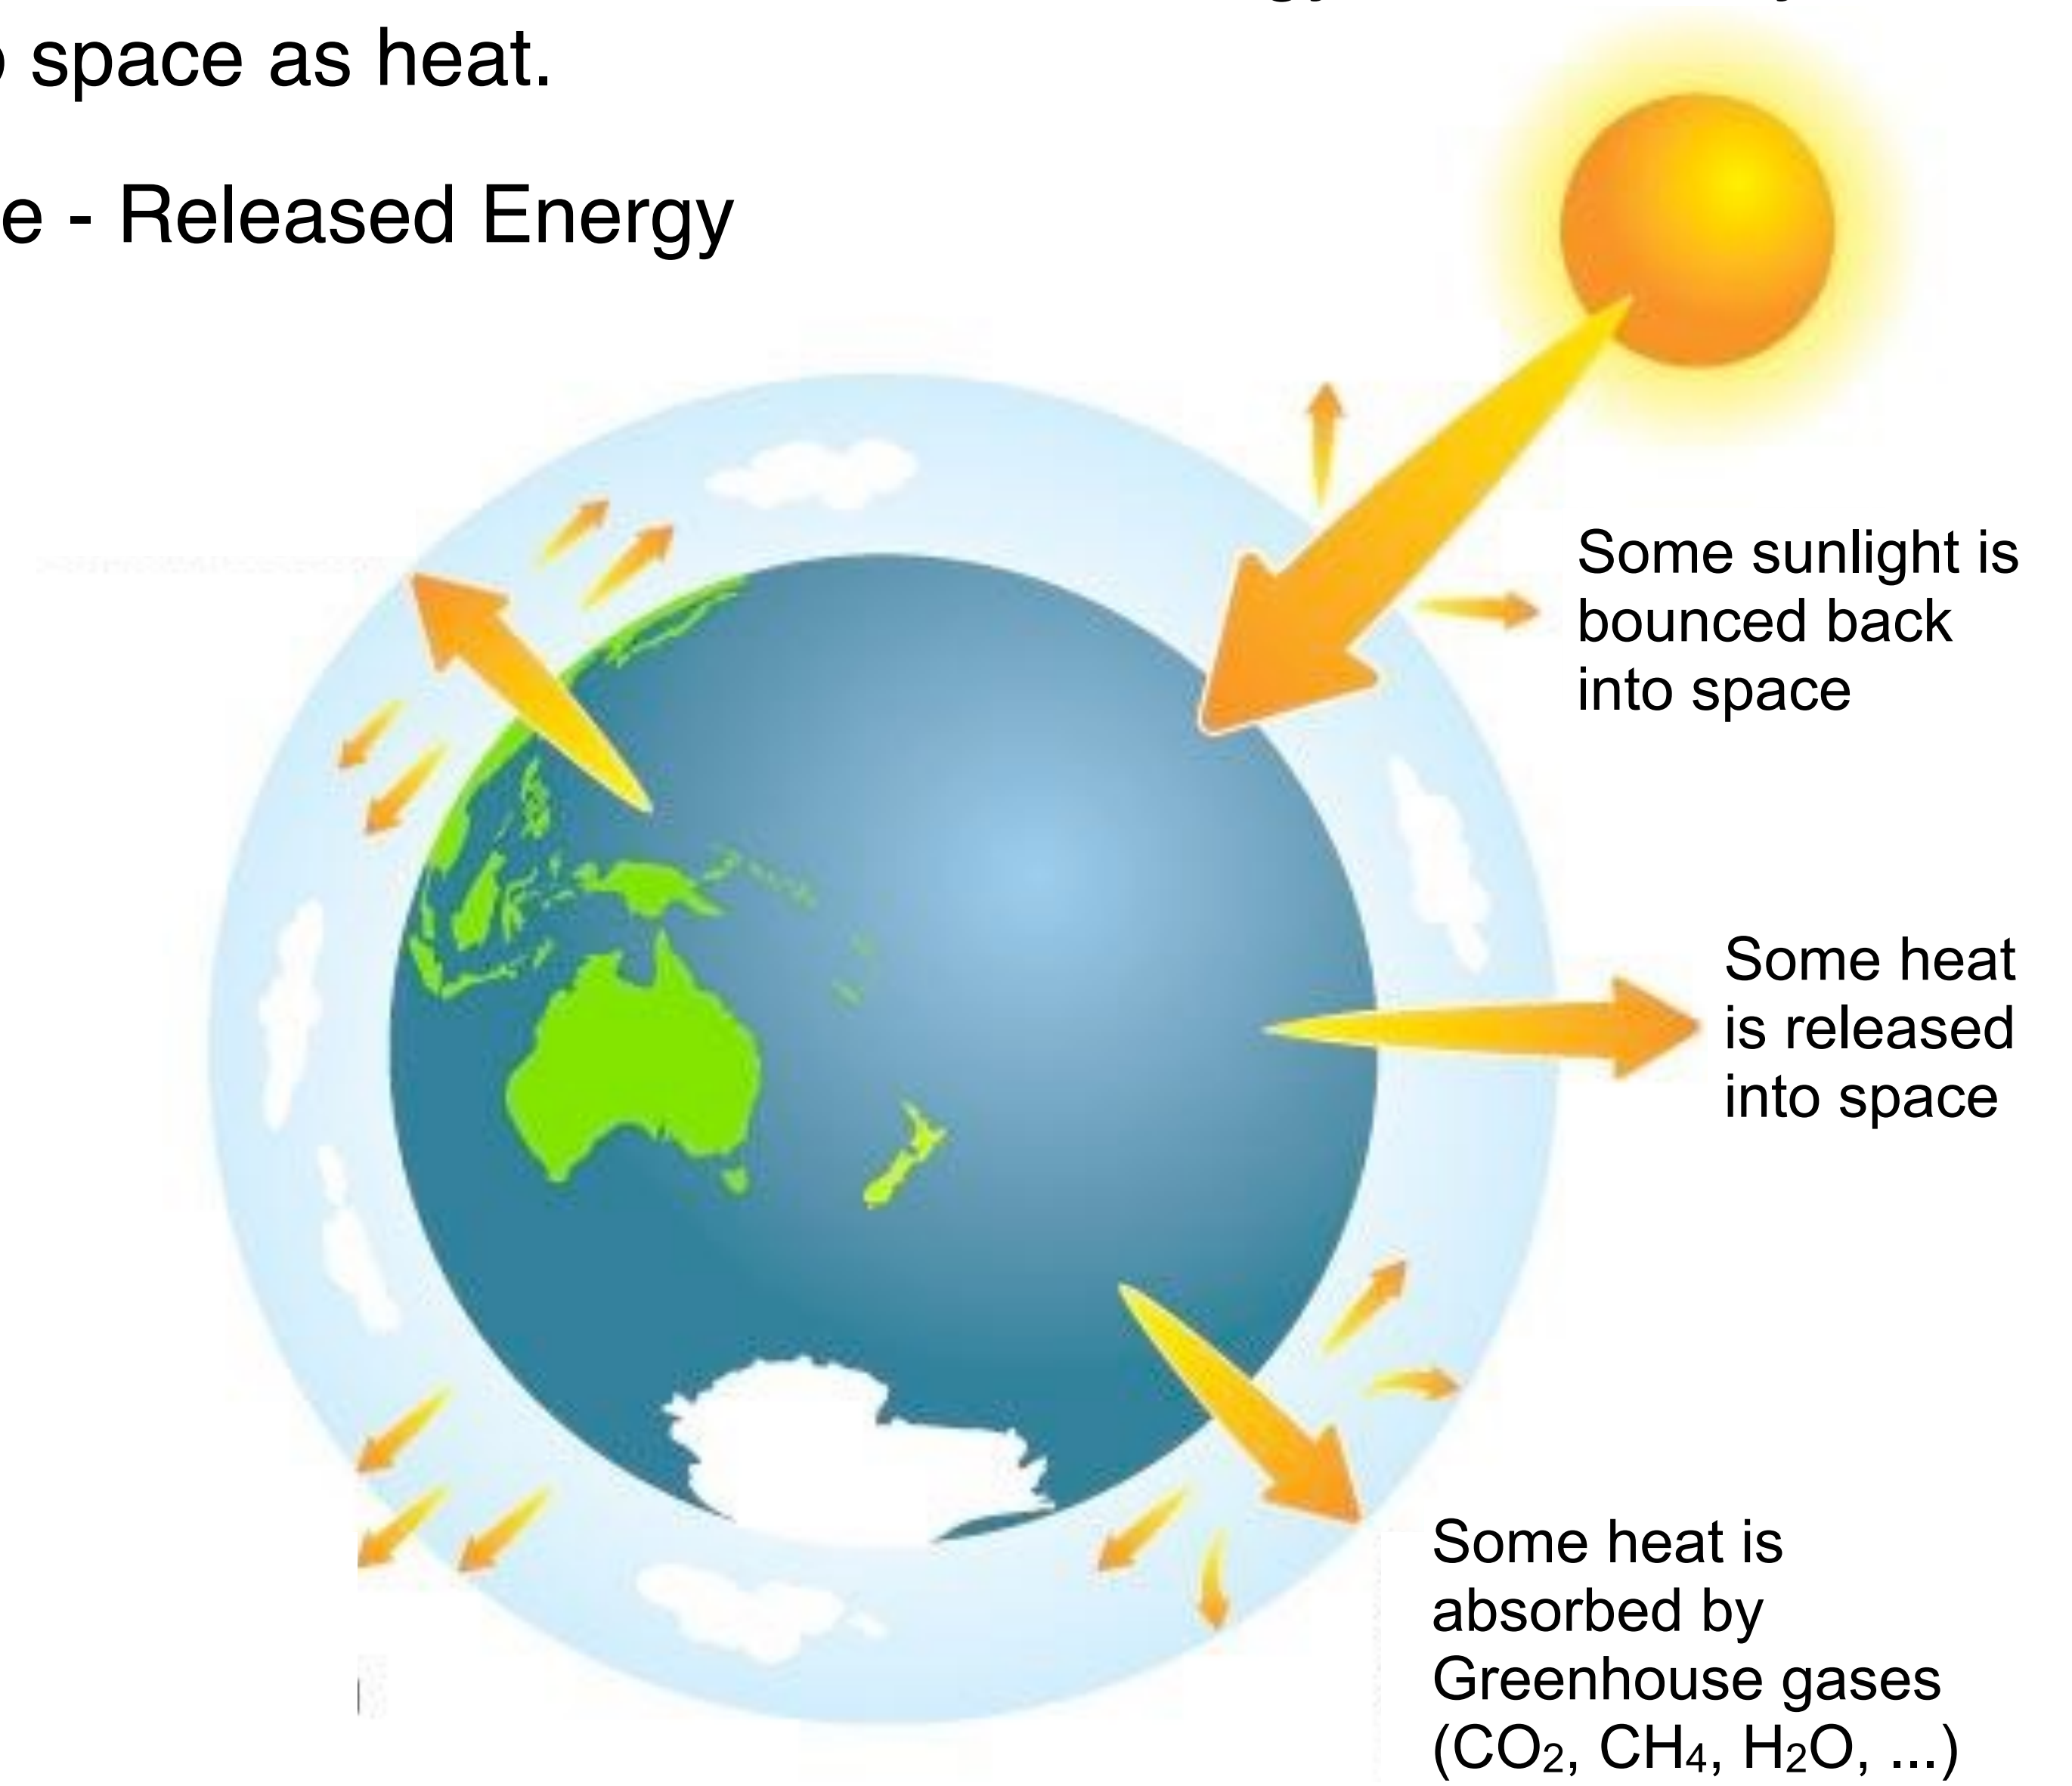 space as heat.
e - Released Energy
Some sunlight is
bounced back
into space
Some heat
is released
into space
Some heat is
absorbed by
Greenhouse gases
(CO₂, CH₄, H₂O, ...)